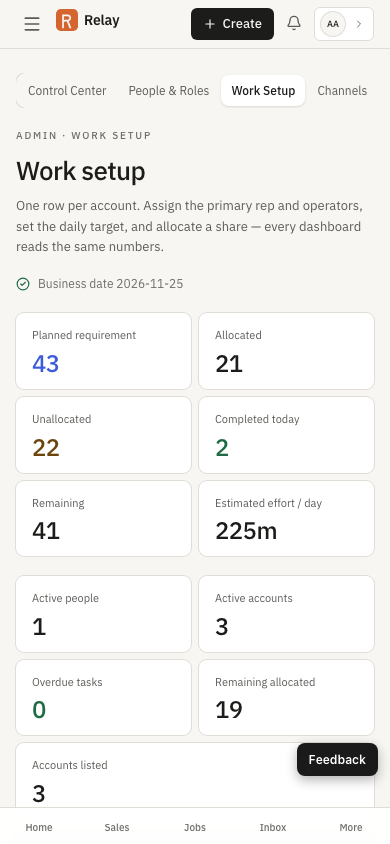 Relay
Create
AA
Control Center
People & Roles
Work Setup
Channels
ADMIN · WORK SETUP
Work setup
One row per account. Assign the primary rep and operators,
set the daily target, and allocate a share — every dashboard
reads the same numbers.
Business date 2026-11-25
Planned requirement
43
Allocated
21
Unallocated
22
Completed today
2
Remaining
41
Estimated effort / day
225m
Active people
1
Active accounts
3
Overdue tasks
0
Remaining allocated
19
Accounts listed
3
Feedback
Home
Sales
Jobs
Inbox
More